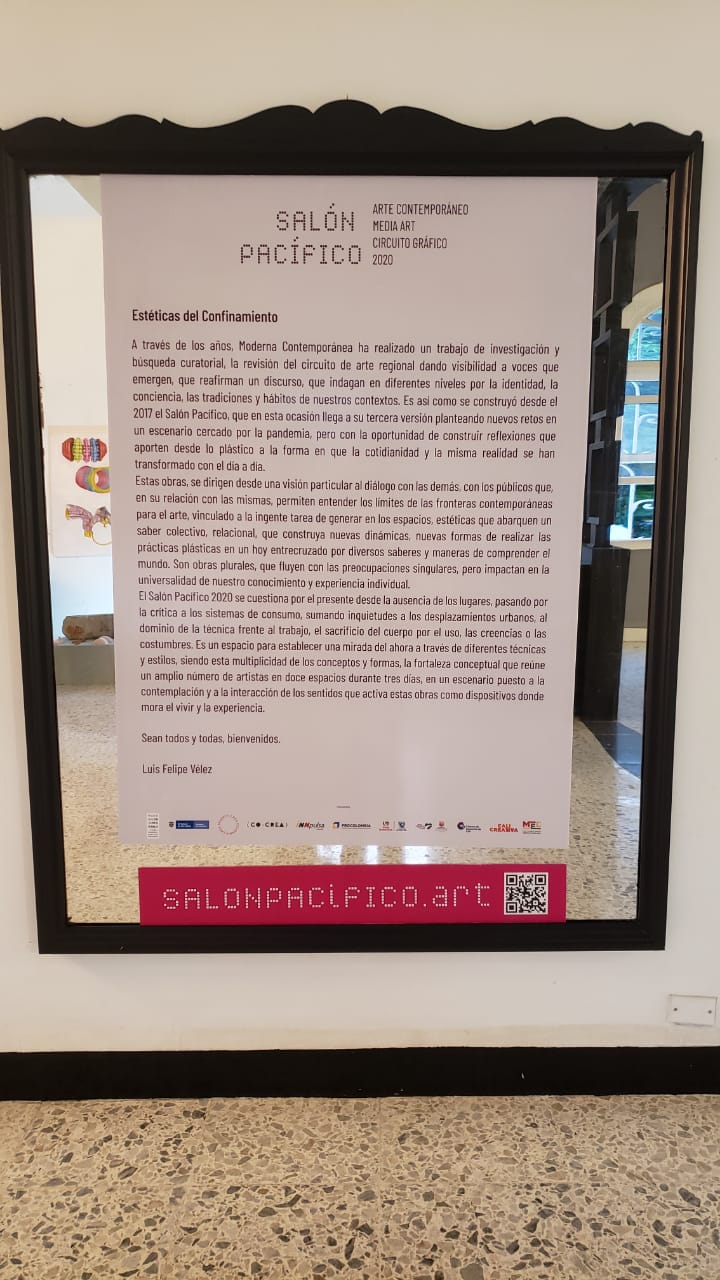 SALÓN
PACÍFICO
ARTE CONTEMPORÁNEO
MEDIA ART
CIRCUITO GRÁFICO
2020
Estéticas del Confinamiento
A través de los años, Moderna Contemporánea ha realizado un trabajo de investigación y
búsqueda curatorial, la revisión del circuito de arte regional dando visibilidad a voces que
emergen, que reafirman un discurso, que indagan en diferentes niveles por la identidad, la
conciencia, las tradiciones y hábitos de nuestros contextos. Es así como se construyó desde el
2017 el Salón Pacífico, que en esta ocasión llega a su tercera versión planteando nuevos retos en
un escenario cercado por la pandemia, pero con la oportunidad de construir reflexiones que
aporten desde lo plástico a la forma en que la cotidianidad y la misma realidad se han
transformado con el día a día.
Estas obras, se dirigen desde una visión particular al diálogo con las demás, con los públicos que,
en su relación con las mismas, permiten entender los límites de las fronteras contemporáneas
para el arte, vinculado a la ingente tarea de generar en los espacios, estéticas que abarquen un
saber colectivo, relacional, que construya nuevas dinámicas, nuevas formas de realizar las
prácticas plásticas en un hoy entrecruzado por diversos saberes y maneras de comprender el
mundo. Son obras plurales, que fluyen con las preocupaciones singulares, pero impactan en la
universalidad de nuestro conocimiento y experiencia individual.
El Salón Pacífico 2020 se cuestiona por el presente desde la ausencia de los lugares, pasando por
la crítica a los sistemas de consumo, sumando inquietudes a los desplazamientos urbanos, al
dominio de la técnica frente al trabajo, el sacrificio del cuerpo por el uso, las creencias o las
costumbres. Es un espacio para establecer una mirada del ahora a través de diferentes técnicas
y estilos, siendo esta multiplicidad de los conceptos y formas, la fortaleza conceptual que reúne
un amplio número de artistas en doce espacios durante tres días, en un escenario puesto a la
contemplación y a la interacción de los sentidos que activa estas obras como dispositivos donde
mora el vivir y la experiencia.
Sean todos y todas, bienvenidos.
Luis Felipe Vélez
CO-CREA iNNpulsa PROCOLOMBIA CALI CREATIVA MEC
SALONPACiFICO.art